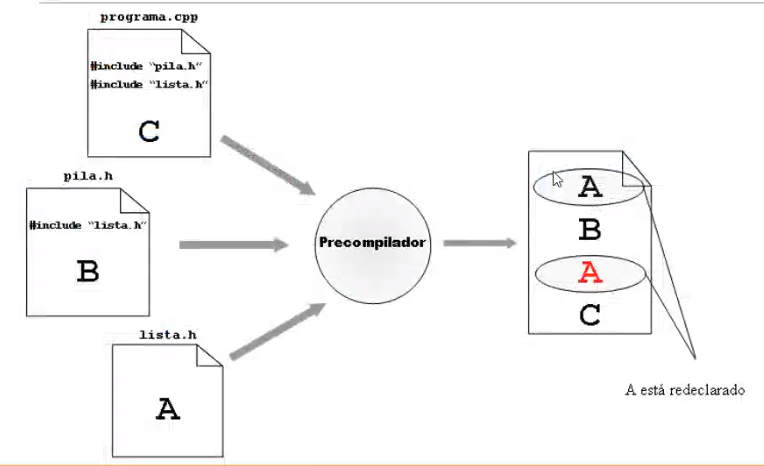 programa.cpp
#include "pila.h"
#include "lista.h"
C
pila.h
#include "lista.h"
B
lista.h
A
Precompilador
A
B
A
C
A está redeclarado